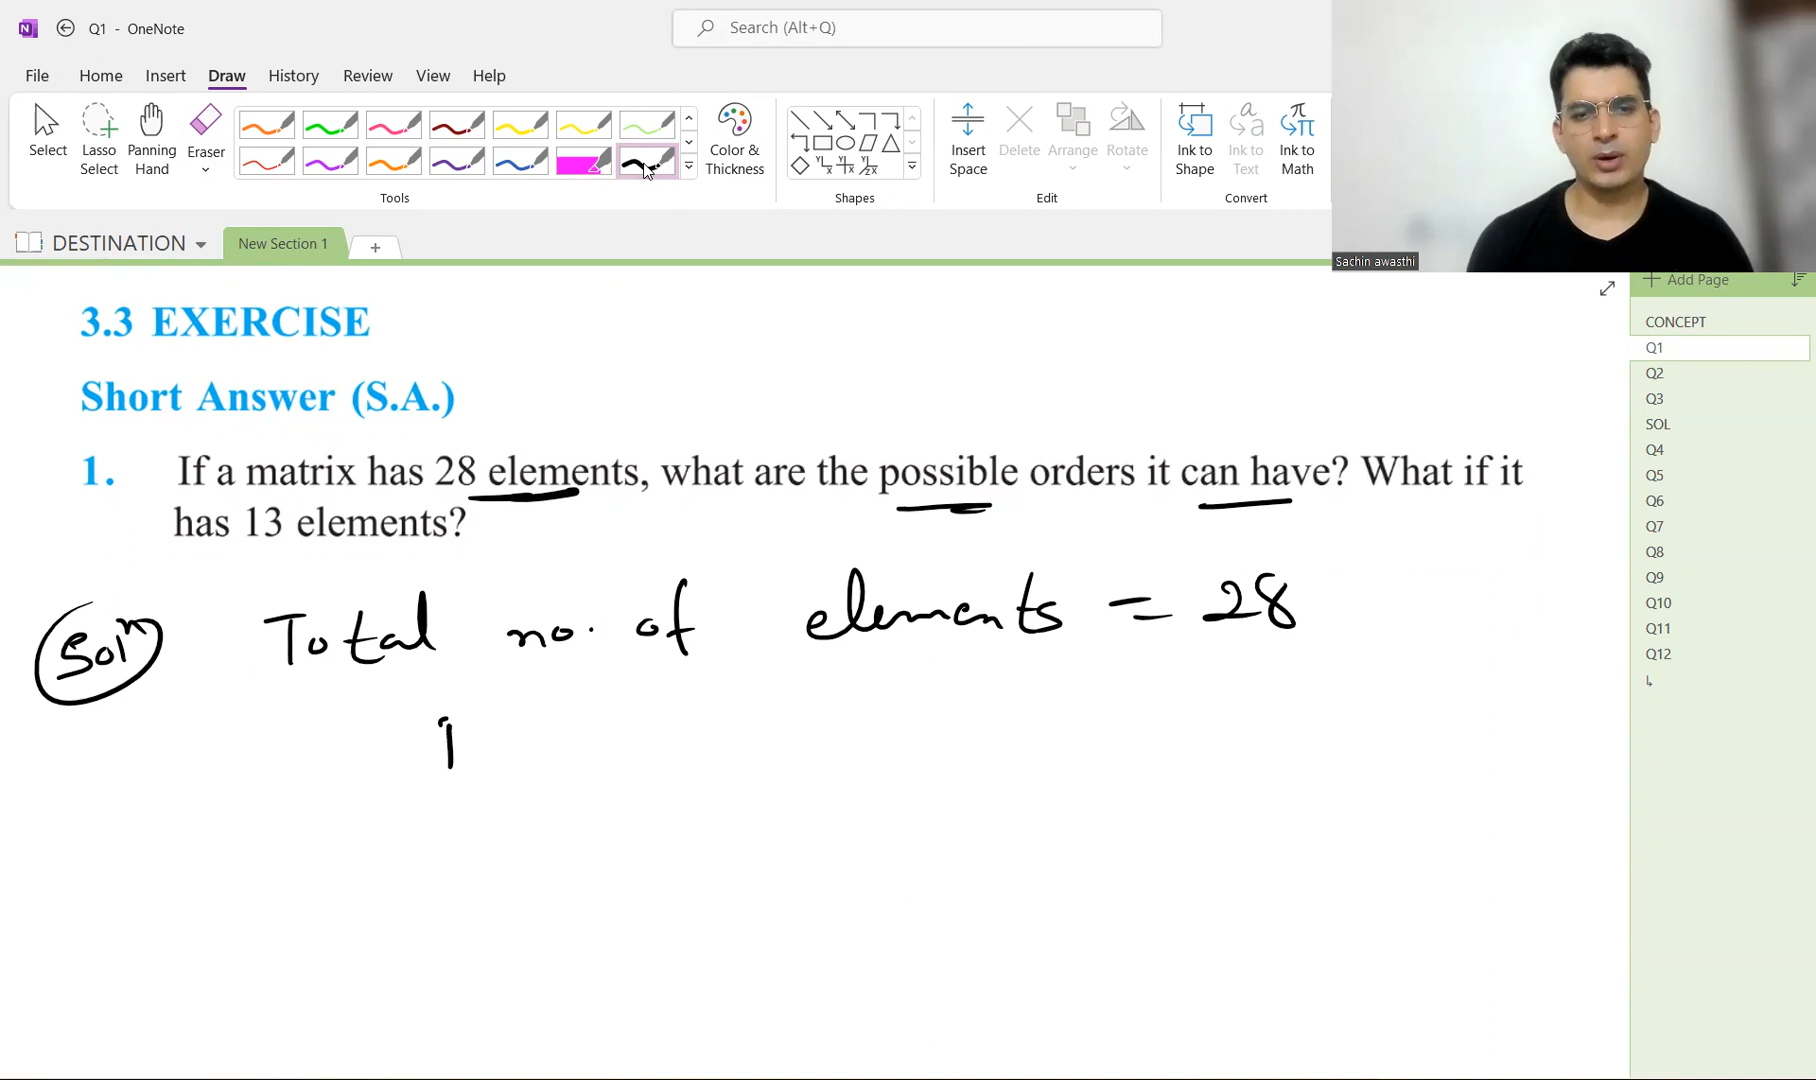 Q1 - OneNote
Search (Alt+Q)
File Home Insert Draw History Review View Help
Select
Lasso Select
Panning Hand
Eraser
Color & Thickness
Insert Space
Delete
Arrange
Rotate
Ink to Shape
Ink to Text
Ink to Math
Tools
Shapes
Edit
Convert
Sachin awasthi
DESTINATION
New Section 1
Add Page
CONCEPT
Q1
Q2
Q3
SOL
Q4
Q5
Q6
Q7
Q8
Q9
Q10
Q11
Q12
3.3 EXERCISE
Short Answer (S.A.)
1. If a matrix has 28 elements, what are the possible orders it can have? What if it
has 13 elements?
Solⁿ Total no. of elements = 28
1